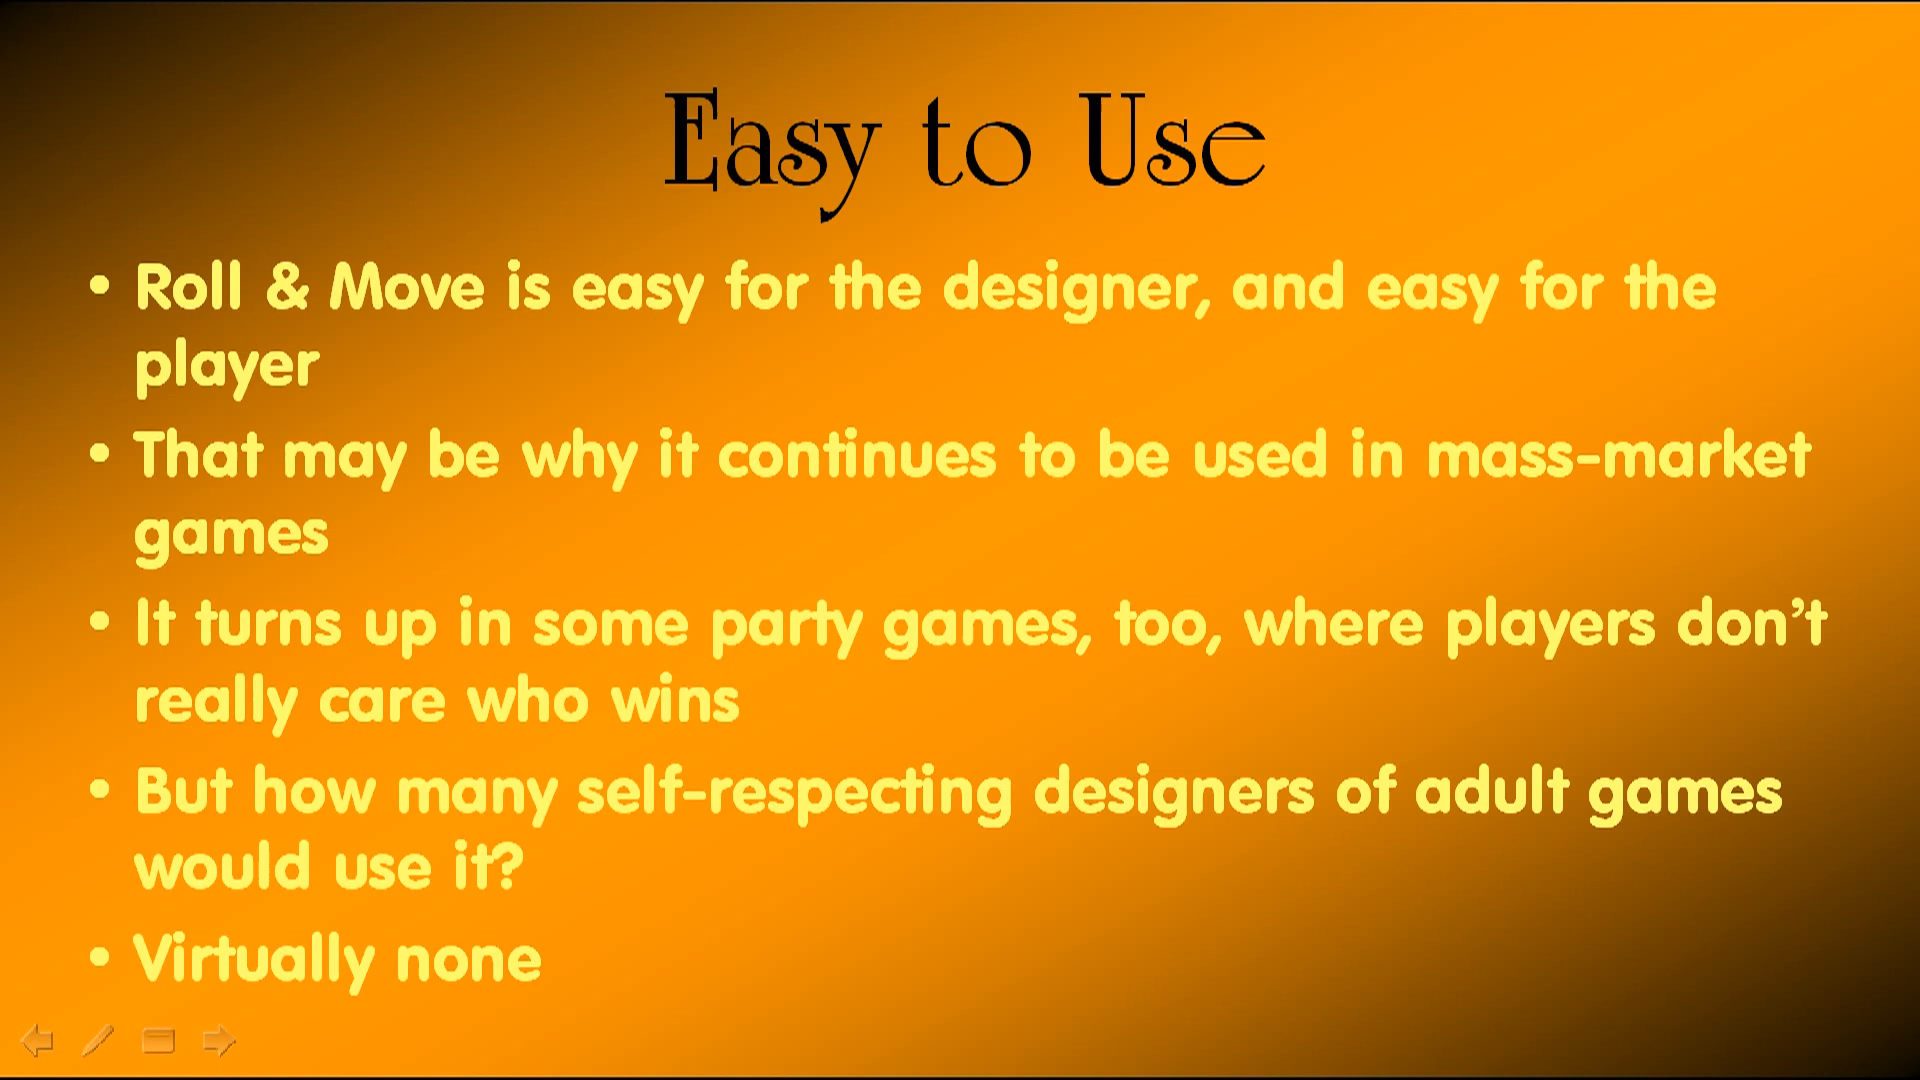 Easy to Use
• Roll & Move is easy for the designer, and easy for the
player
• That may be why it continues to be used in mass-market
games
• It turns up in some party games, too, where players don’t
really care who wins
• But how many self-respecting designers of adult games
would use it?
• Virtually none